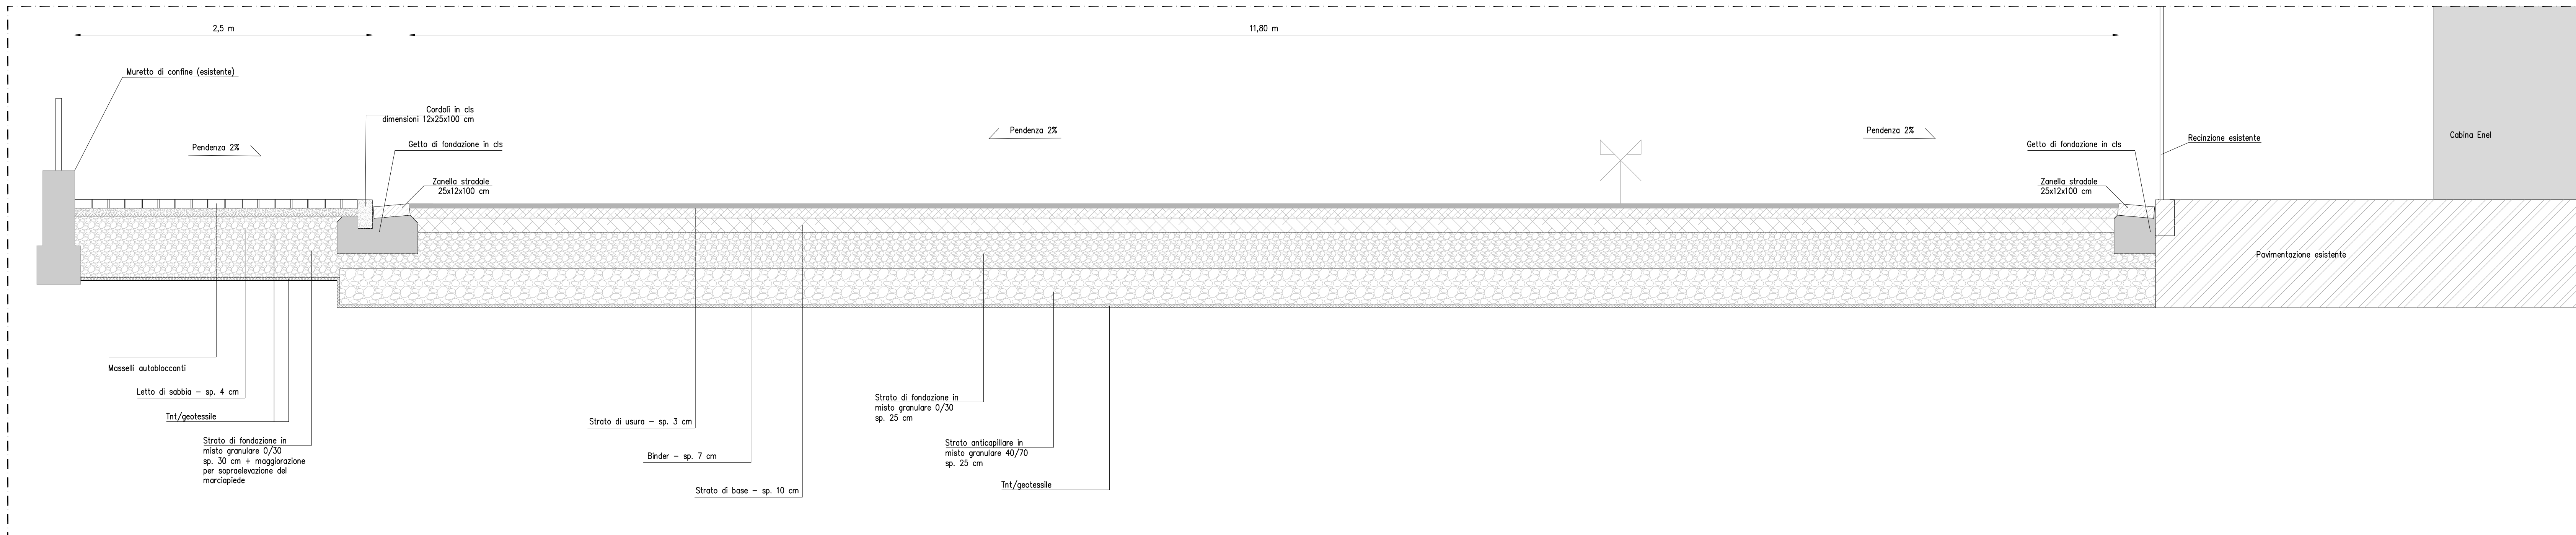 2,5 m
11,80 m
Muretto di confine (esistente)
Cordoli in cls
dimensioni 12x25x100 cm
Pendenza 2%
Getto di fondazione in cls
Zanella stradale
25x12x100 cm
Pendenza 2%
Pendenza 2%
Getto di fondazione in cls
Zanella stradale
25x12x100 cm
Recinzione esistente
Cabina Enel
Pavimentazione esistente
Masselli autobloccanti
Letto di sabbia – sp. 4 cm
Tnt/geotessile
Strato di fondazione in
misto granulare 0/30
sp. 30 cm + maggiorazione
per sopraelevazione del
marciapiede
Strato di usura – sp. 3 cm
Binder – sp. 7 cm
Strato di base – sp. 10 cm
Strato di fondazione in
misto granulare 0/30
sp. 25 cm
Strato anticapillare in
misto granulare 40/70
sp. 25 cm
Tnt/geotessile